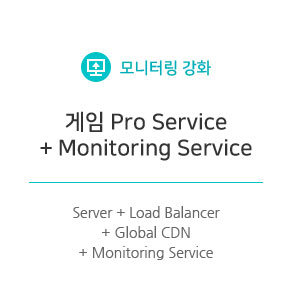 모니터링 강화
게임 Pro Service
+ Monitoring Service
Server + Load Balancer
+ Global CDN
+ Monitoring Service